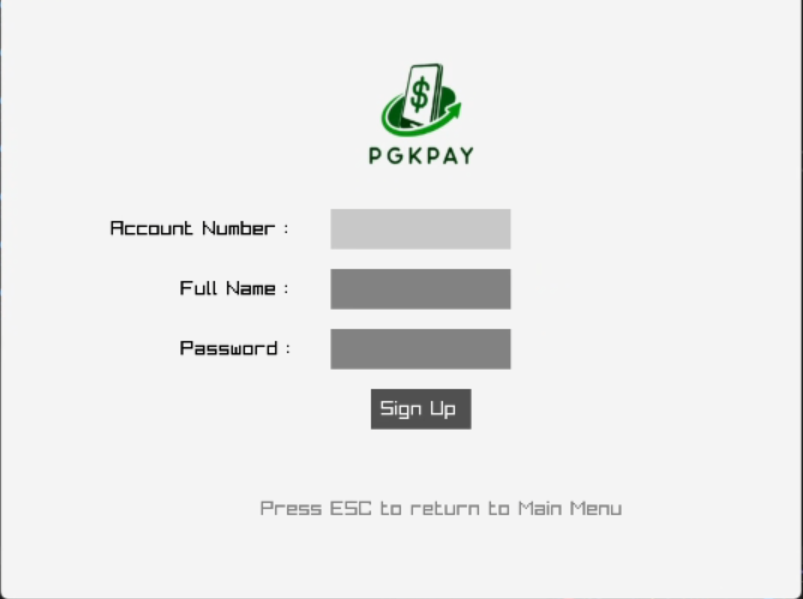 $
PGKPAY
Account Number :
Full Name :
Password :
Sign Up
Press ESC to return to Main Menu